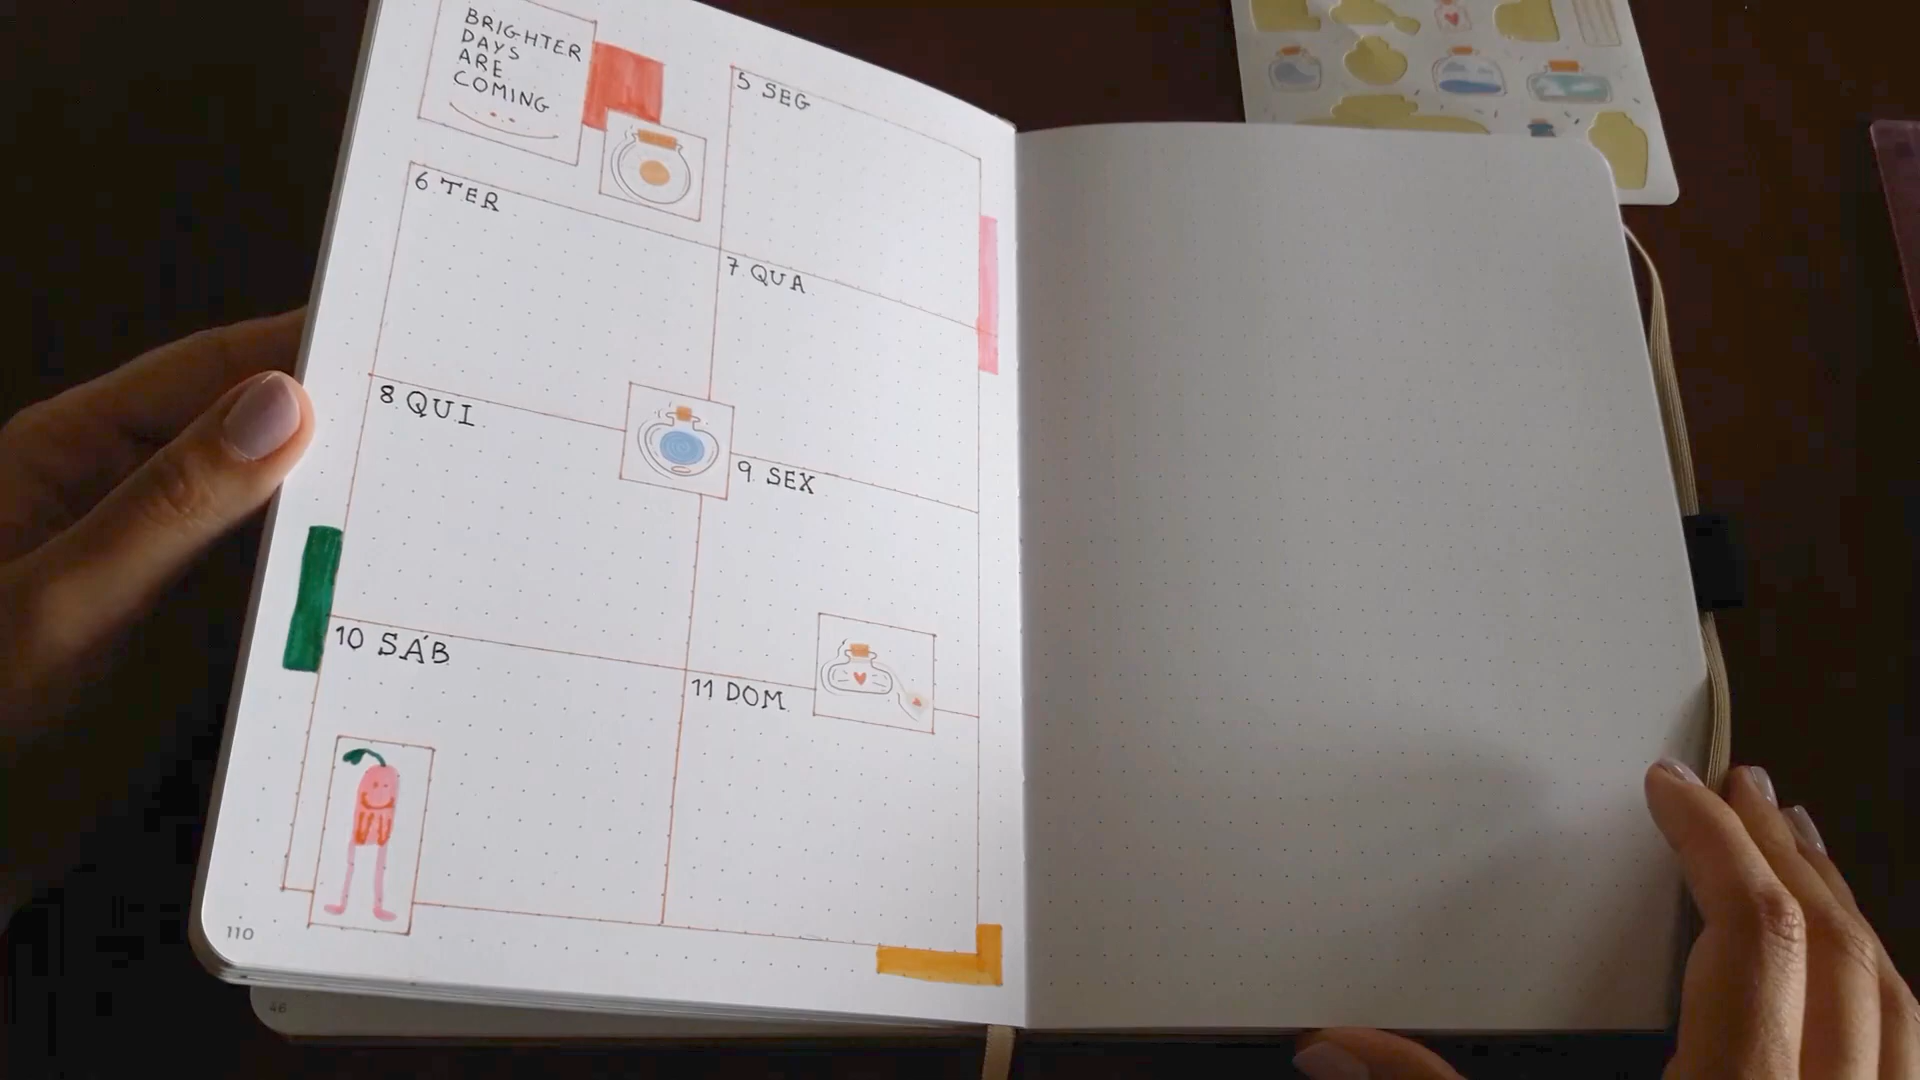 BRIGHTER
DAYS
ARE
COMING
5 SEG
6 TER
7 QUA
8 QUI
9 SEX
10 SÁB
11 DOM
110
46